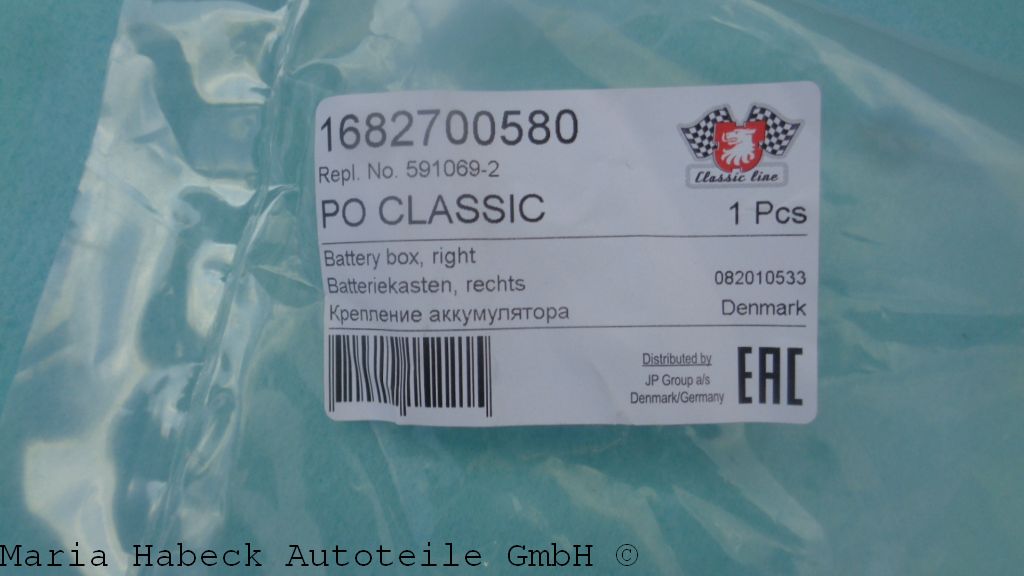 1682700580
Repl. No. 591069-2
Classic line
PO CLASSIC
1 Pcs
Battery box, right
Batteriekasten, rechts
082010533
Крепление аккумулятора
Denmark
Distributed by
JP Group a/s
Denmark/Germany
EAC
Maria Habeck Autoteile GmbH ©